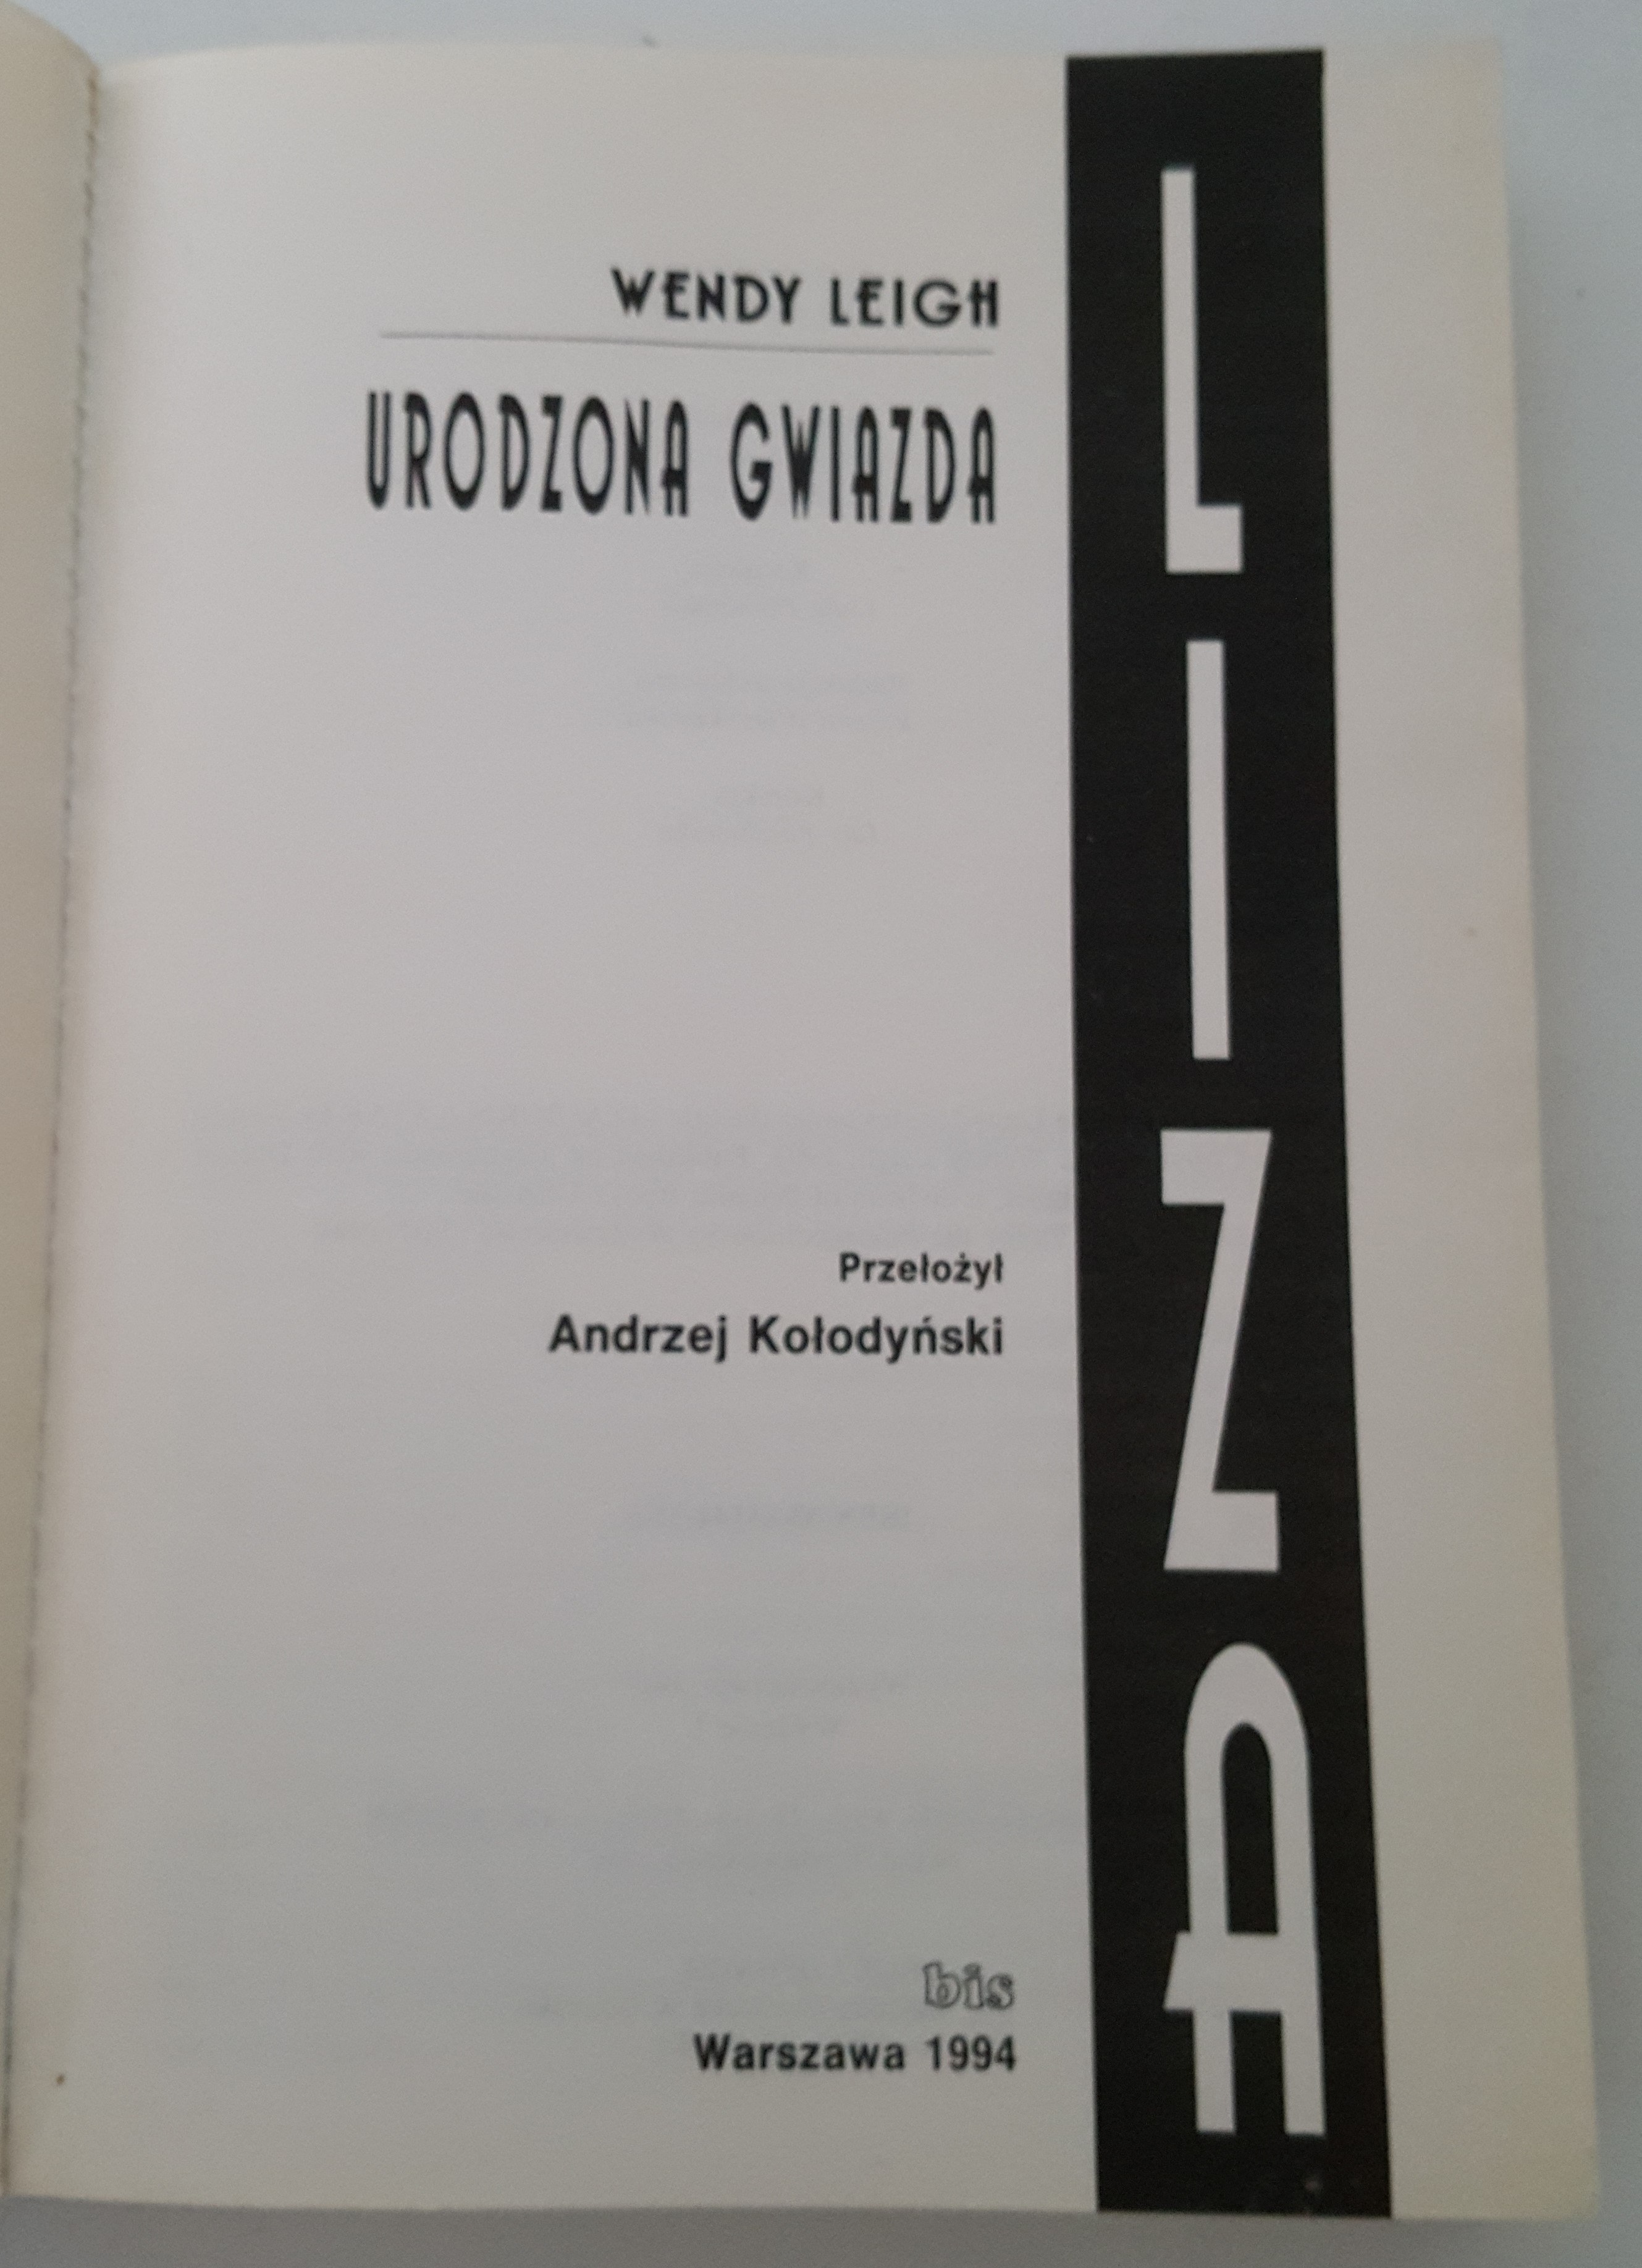 WENDY LEIGH
URODZONA GWIAZDA
LIZA
Przełożył
Andrzej Kołodyński
bis
Warszawa 1994